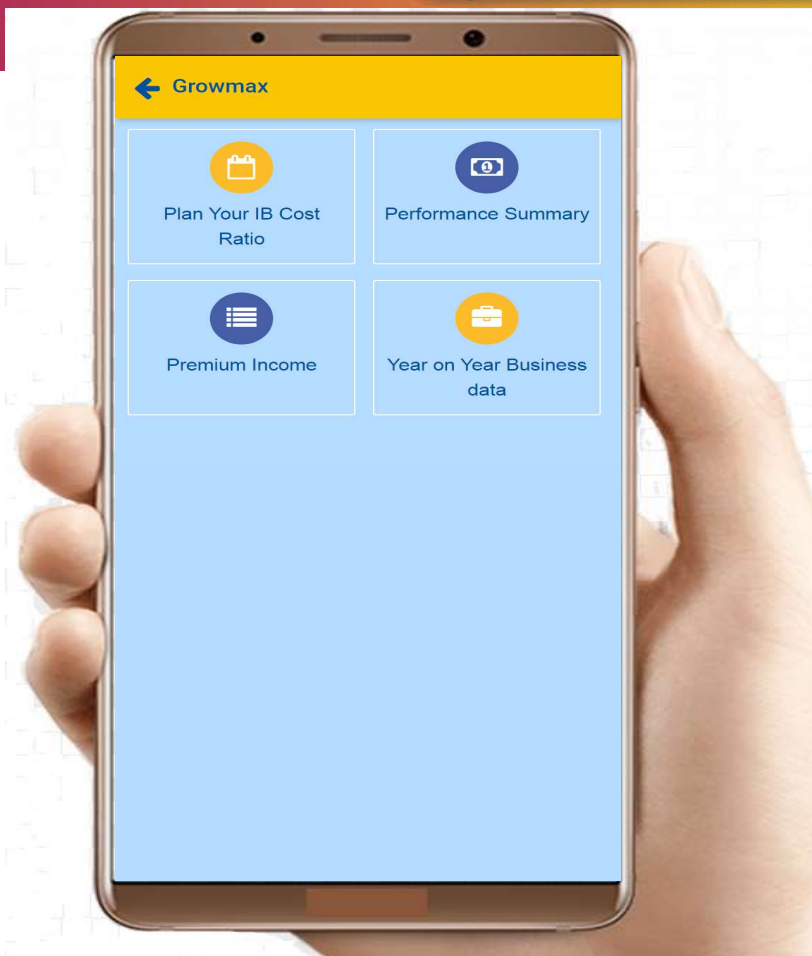 Growmax
Plan Your IB Cost
Ratio
Performance Summary
Premium Income
Year on Year Business
data